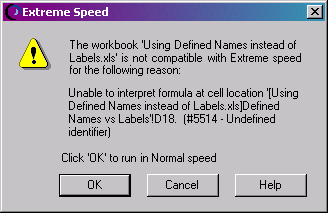 Extreme Speed
The workbook 'Using Defined Names instead of
Labels.xls' is not compatible with Extreme speed
for the following reason:
Unable to interpret formula at cell location '[Using
Defined Names instead of Labels.xls]Defined
Names vs Labels'!D18. (#5514 - Undefined
identifier)
Click 'OK' to run in Normal speed
OK
Cancel
Help